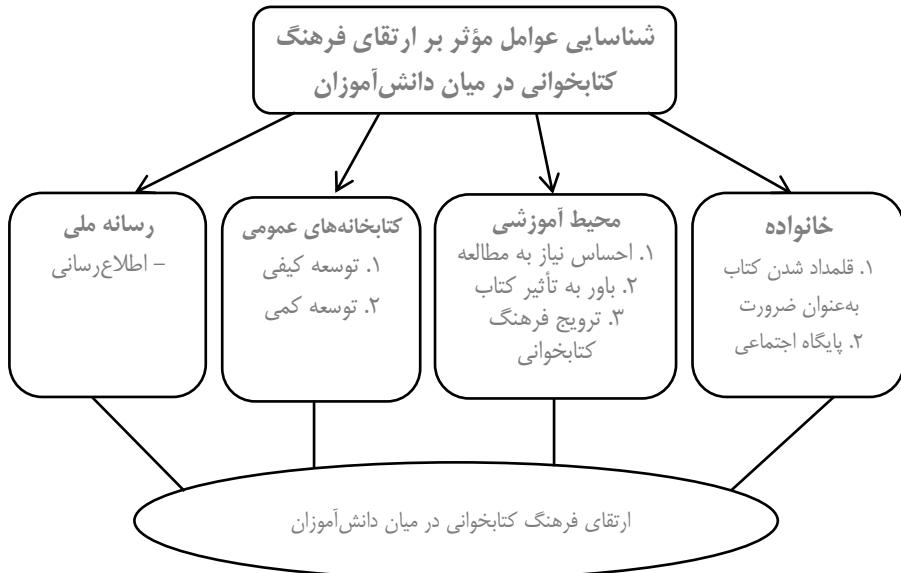 شناسایی عوامل مؤثر بر ارتقای فرهنگ
کتابخوانی در میان دانش‌آموزان
خانواده
۱. قلمداد شدن کتاب
به‌عنوان ضرورت
۲. پایگاه اجتماعی
محیط آموزشی
۱. احساس نیاز به مطالعه
۲. باور به تأثیر کتاب
۳. ترویج فرهنگ
کتابخوانی
کتابخانه‌های عمومی
۱. توسعه کیفی
۲. توسعه کمی
رسانه ملی
– اطلاع‌رسانی
ارتقای فرهنگ کتابخوانی در میان دانش‌آموزان